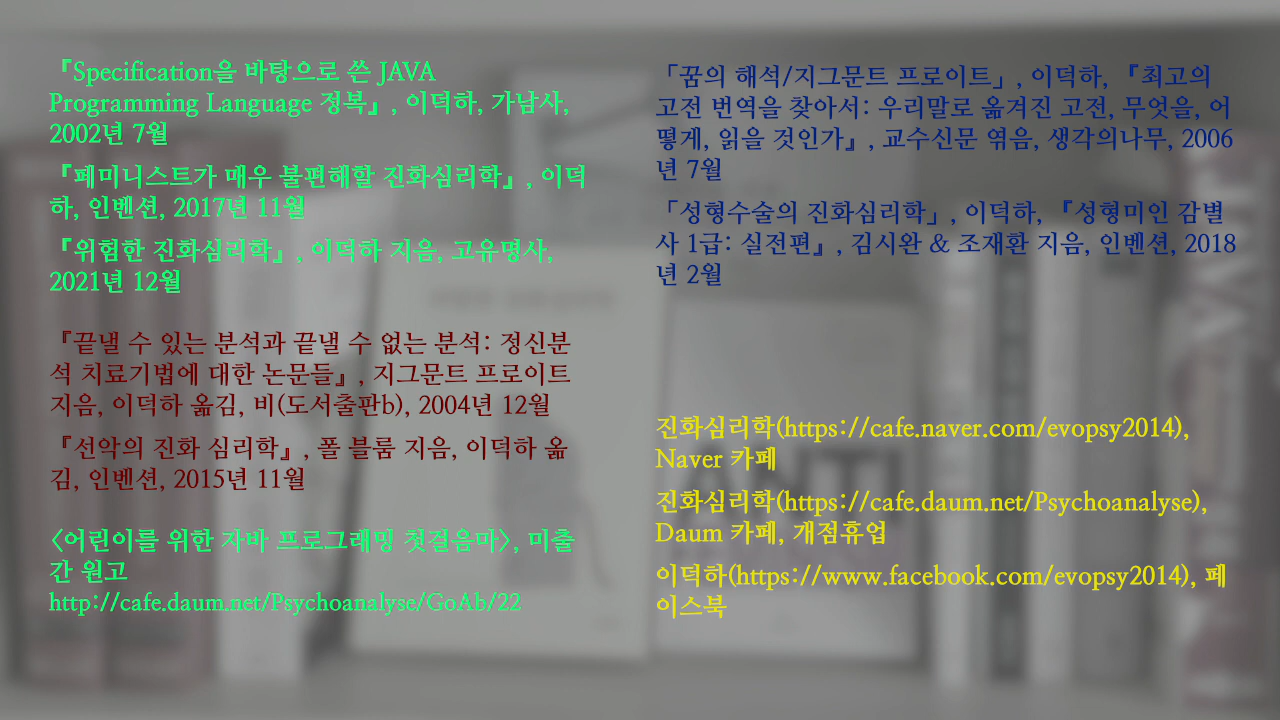 『Specification을 바탕으로 쓴 JAVA
Programming Language 정복』, 이덕하, 가남사,
2002년 7월
『페미니스트가 매우 불편해할 진화심리학』, 이덕
하, 인벤션, 2017년 11월
『위험한 진화심리학』, 이덕하 지음, 고유명사,
2021년 12월
『끝낼 수 있는 분석과 끝낼 수 없는 분석: 정신분
석 치료기법에 대한 논문들』, 지그문트 프로이트
지음, 이덕하 옮김, 비(도서출판b), 2004년 12월
『선악의 진화 심리학』, 폴 블룸 지음, 이덕하 옮
김, 인벤션, 2015년 11월
<어린이를 위한 자바 프로그래밍 첫걸음마>, 미출
간 원고
http://cafe.daum.net/Psychoanalyse/GoAb/22
「꿈의 해석/지그문트 프로이트」, 이덕하, 『최고의
고전 번역을 찾아서: 우리말로 옮겨진 고전, 무엇을, 어
떻게, 읽을 것인가』, 교수신문 엮음, 생각의나무, 2006
년 7월
「성형수술의 진화심리학」, 이덕하, 『성형미인 감별
사 1급: 실전편』, 김시완 & 조재환 지음, 인벤션, 2018
년 2월
진화심리학(https://cafe.naver.com/evopsy2014),
Naver 카페
진화심리학(https://cafe.daum.net/Psychoanalyse),
Daum 카페, 개점휴업
이덕하(https://www.facebook.com/evopsy2014), 페
이스북